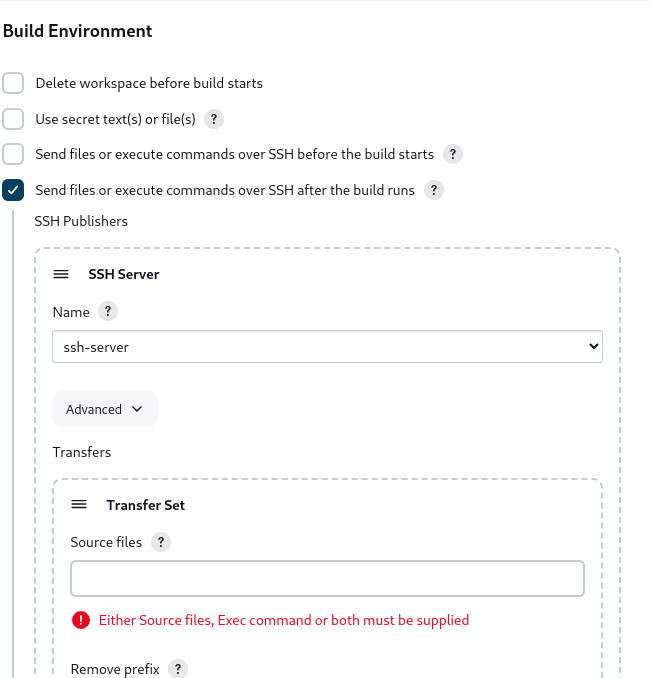 Build Environment
Delete workspace before build starts
Use secret text(s) or file(s) ?
Send files or execute commands over SSH before the build starts ?
Send files or execute commands over SSH after the build runs ?
SSH Publishers
SSH Server
Name ?
ssh-server
Advanced
Transfers
Transfer Set
Source files ?
Either Source files, Exec command or both must be supplied
Remove prefix ?